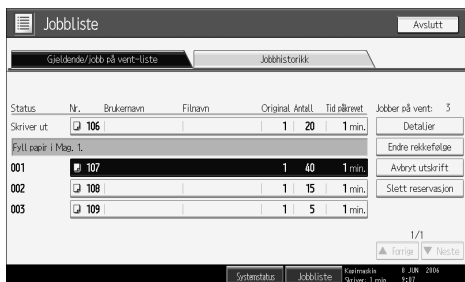 Jobbliste Avslutt
Gjeldende/jobb på vent-liste Jobbhistorikk
Status Nr. Brukernavn Filnavn Original Antall Tid påkrevet Jobber på vent: 3
Skriver ut 106 1 20 1 min. Detaljer
Fyll papir i Mag. 1. Endre rekkefølge
001 107 1 40 1 min. Avbryt utskrift
002 108 1 15 1 min. Slett reservasjon
003 109 1 5 1 min.
1/1
Forrige Neste
Systemstatus Jobbliste Kopimaskin 8 JUN 2006
Skriver: 1 min. 9:07